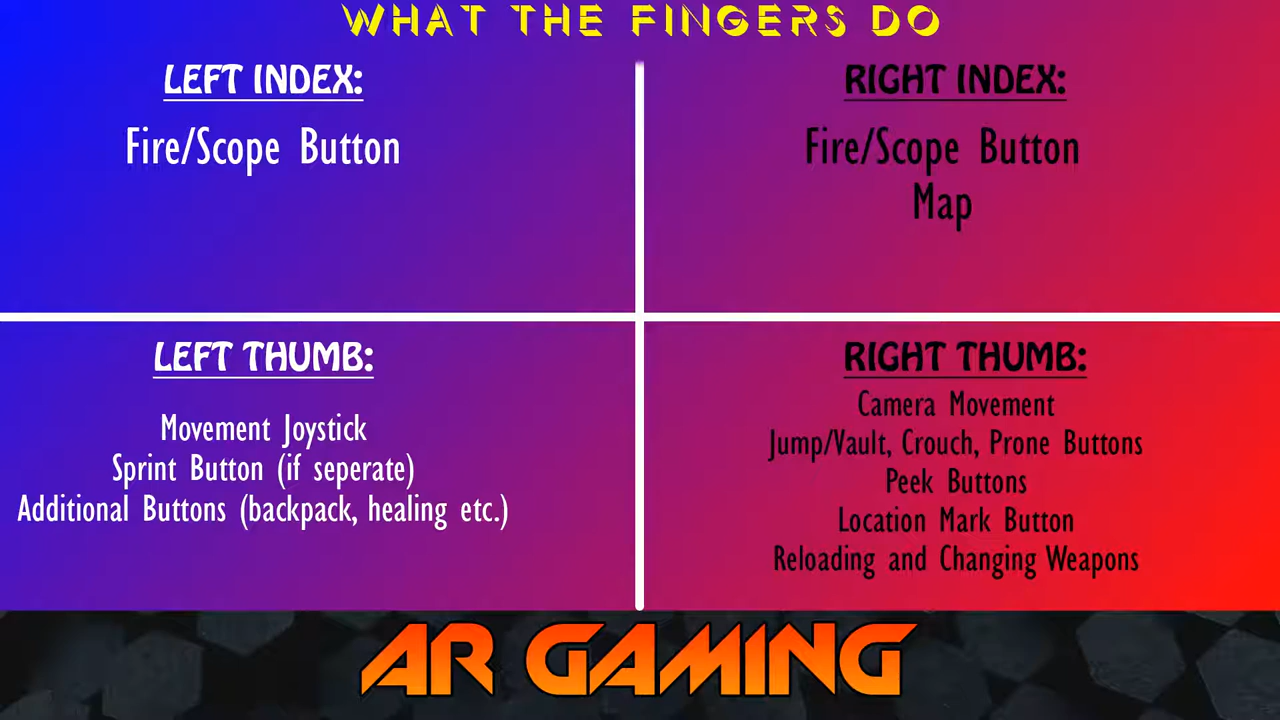 WHAT THE FINGERS DO
LEFT INDEX:
Fire/Scope Button
RIGHT INDEX:
Fire/Scope Button
Map
LEFT THUMB:
Movement Joystick
Sprint Button (if seperate)
Additional Buttons (backpack, healing etc.)
RIGHT THUMB:
Camera Movement
Jump/Vault, Crouch, Prone Buttons
Peek Buttons
Location Mark Button
Reloading and Changing Weapons
AR GAMING